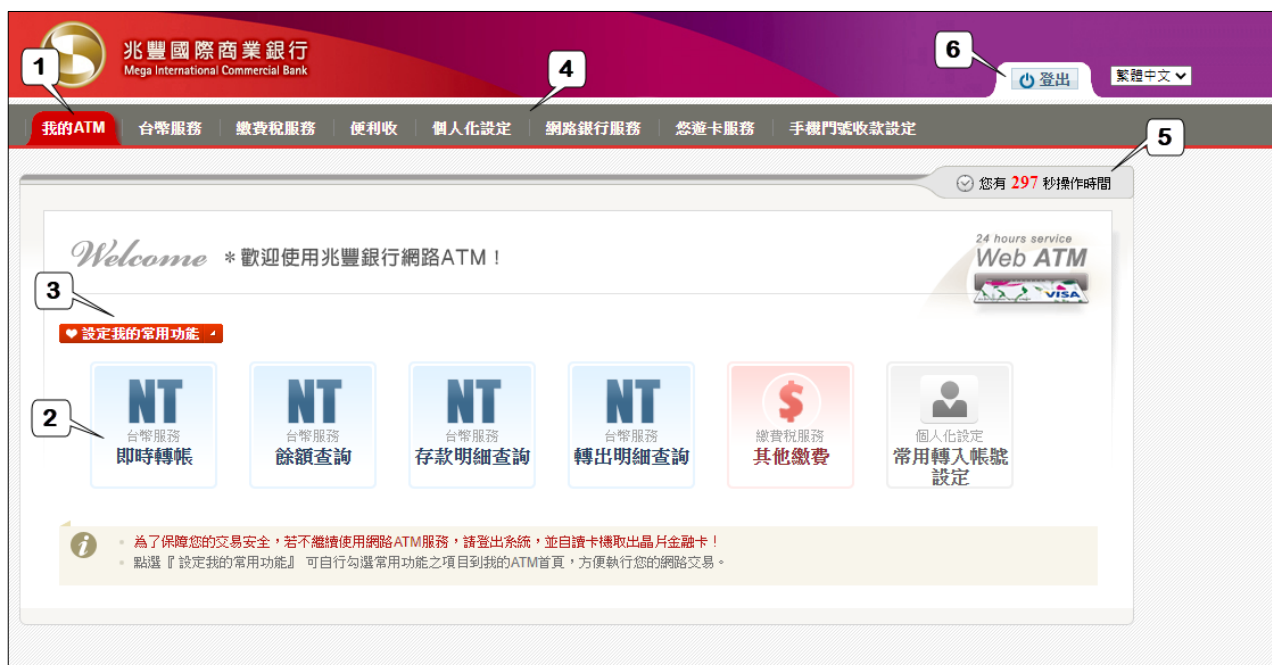 兆豐國際商業銀行
Mega International Commercial Bank
1
4
6
登出
繁體中文
我的ATM 台幣服務 繳費稅服務 便利收 個人化設定 網路銀行服務 悠遊卡服務 手機門號收款設定
5
您有 297 秒操作時間
Welcome *歡迎使用兆豐銀行網路ATM!
24 hours service
Web ATM
VISA
3
設定我的常用功能
2
NT
台幣服務
即時轉帳
NT
台幣服務
餘額查詢
NT
台幣服務
存款明細查詢
NT
台幣服務
轉出明細查詢
$
繳費稅服務
其他繳費
個人化設定
常用轉入帳號
設定
i
為了保障您的交易安全,若不繼續使用網路ATM服務,請登出系統,並自讀卡機取出晶片金融卡!
點選『設定我的常用功能』 可自行勾選常用功能之項目到我的ATM首頁,方便執行您的網路交易。